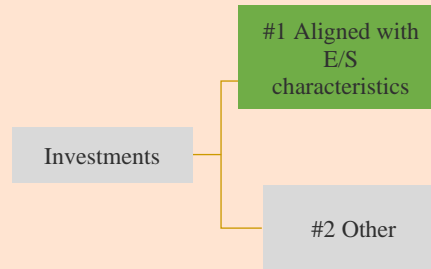 #1 Aligned with
E/S
characteristics
Investments
#2 Other